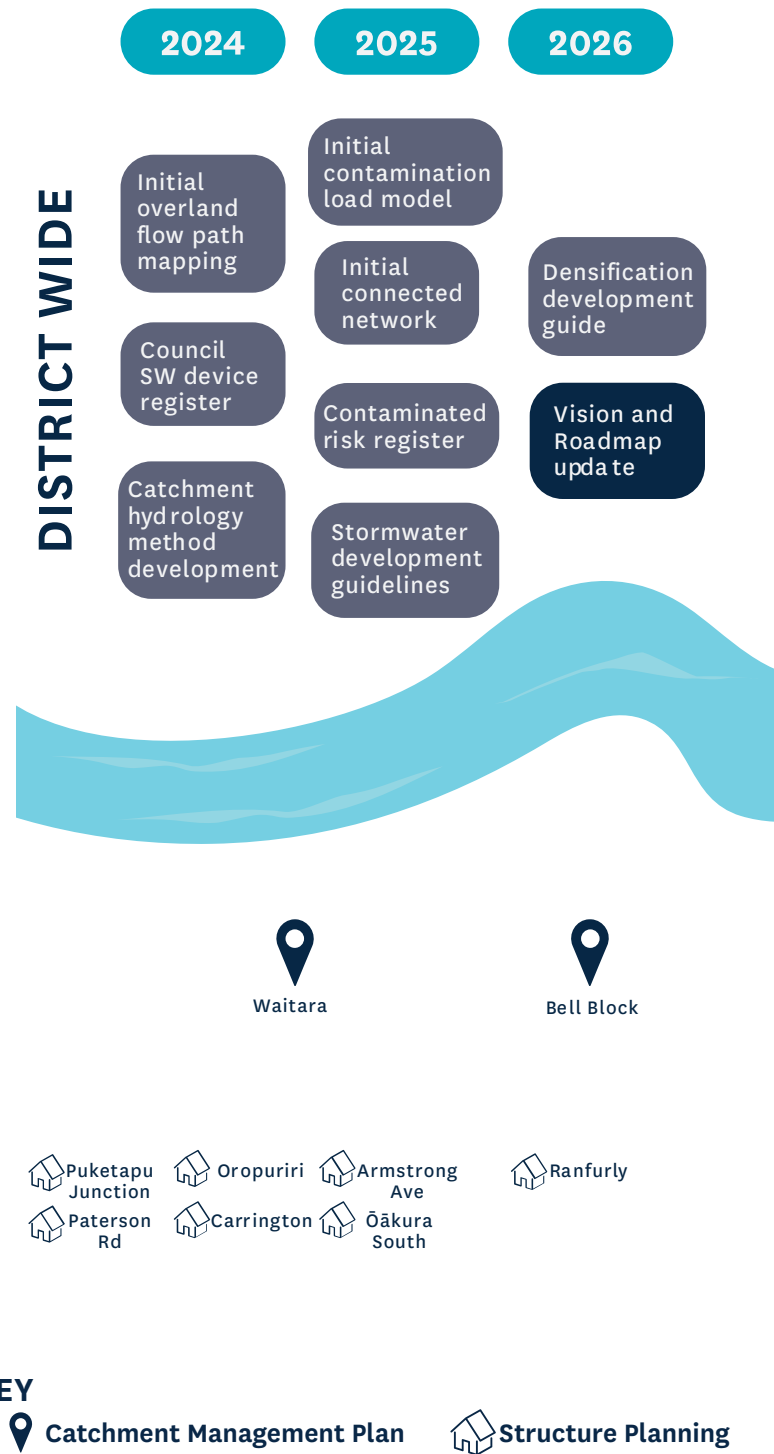 2024
2025
2026
DISTRICT WIDE
Initial
overland
flow path
mapping
Council
SW device
register
Catchment
hydrology
method
development
Initial
contamination
load model
Initial
connected
network
Contaminated
risk register
Stormwater
development
guidelines
Densification
development
guide
Vision and
Roadmap
update
Waitara
Bell Block
Puketapu
Junction
Oropuriri
Armstrong
Ave
Ranfurly
Paterson
Rd
Carrington
Ōākura
South
EY
Catchment Management Plan
Structure Planning